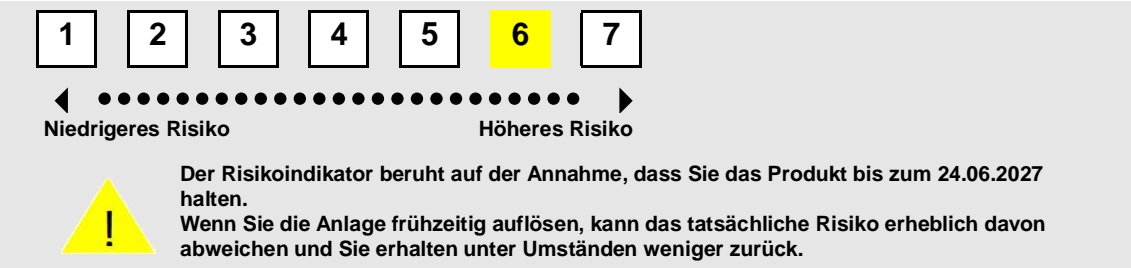 1 2 3 4 5 6 7
Niedrigeres Risiko Höheres Risiko
Der Risikoindikator beruht auf der Annahme, dass Sie das Produkt bis zum 24.06.2027
halten.
Wenn Sie die Anlage frühzeitig auflösen, kann das tatsächliche Risiko erheblich davon
abweichen und Sie erhalten unter Umständen weniger zurück.
!